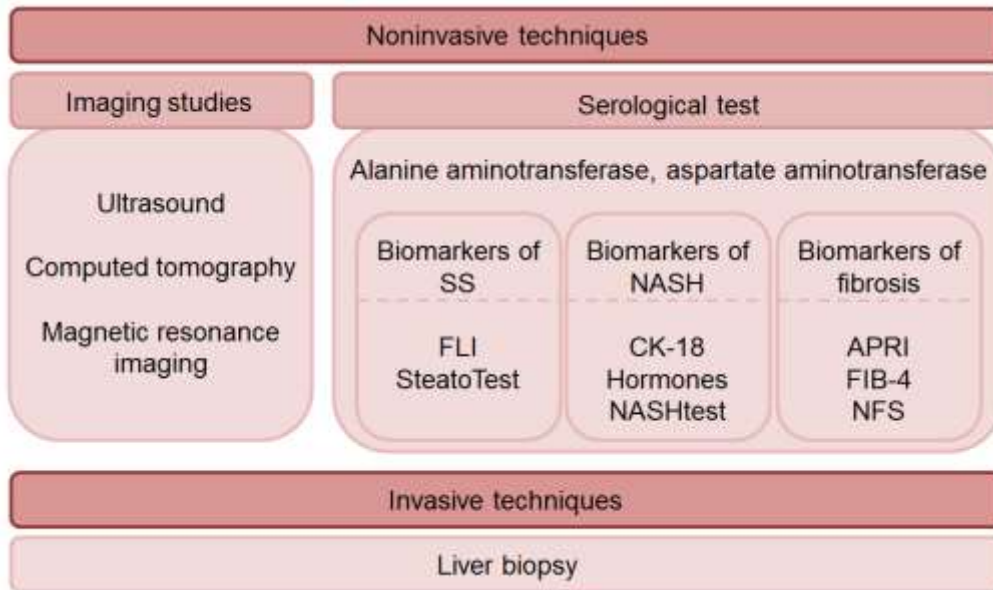 Noninvasive techniques
Imaging studies
Ultrasound
Computed tomography
Magnetic resonance
imaging
Serological test
Alanine aminotransferase, aspartate aminotransferase
Biomarkers of
SS
FLI
SteatoTest
Biomarkers of
NASH
CK-18
Hormones
NASHtest
Biomarkers of
fibrosis
APRI
FIB-4
NFS
Invasive techniques
Liver biopsy